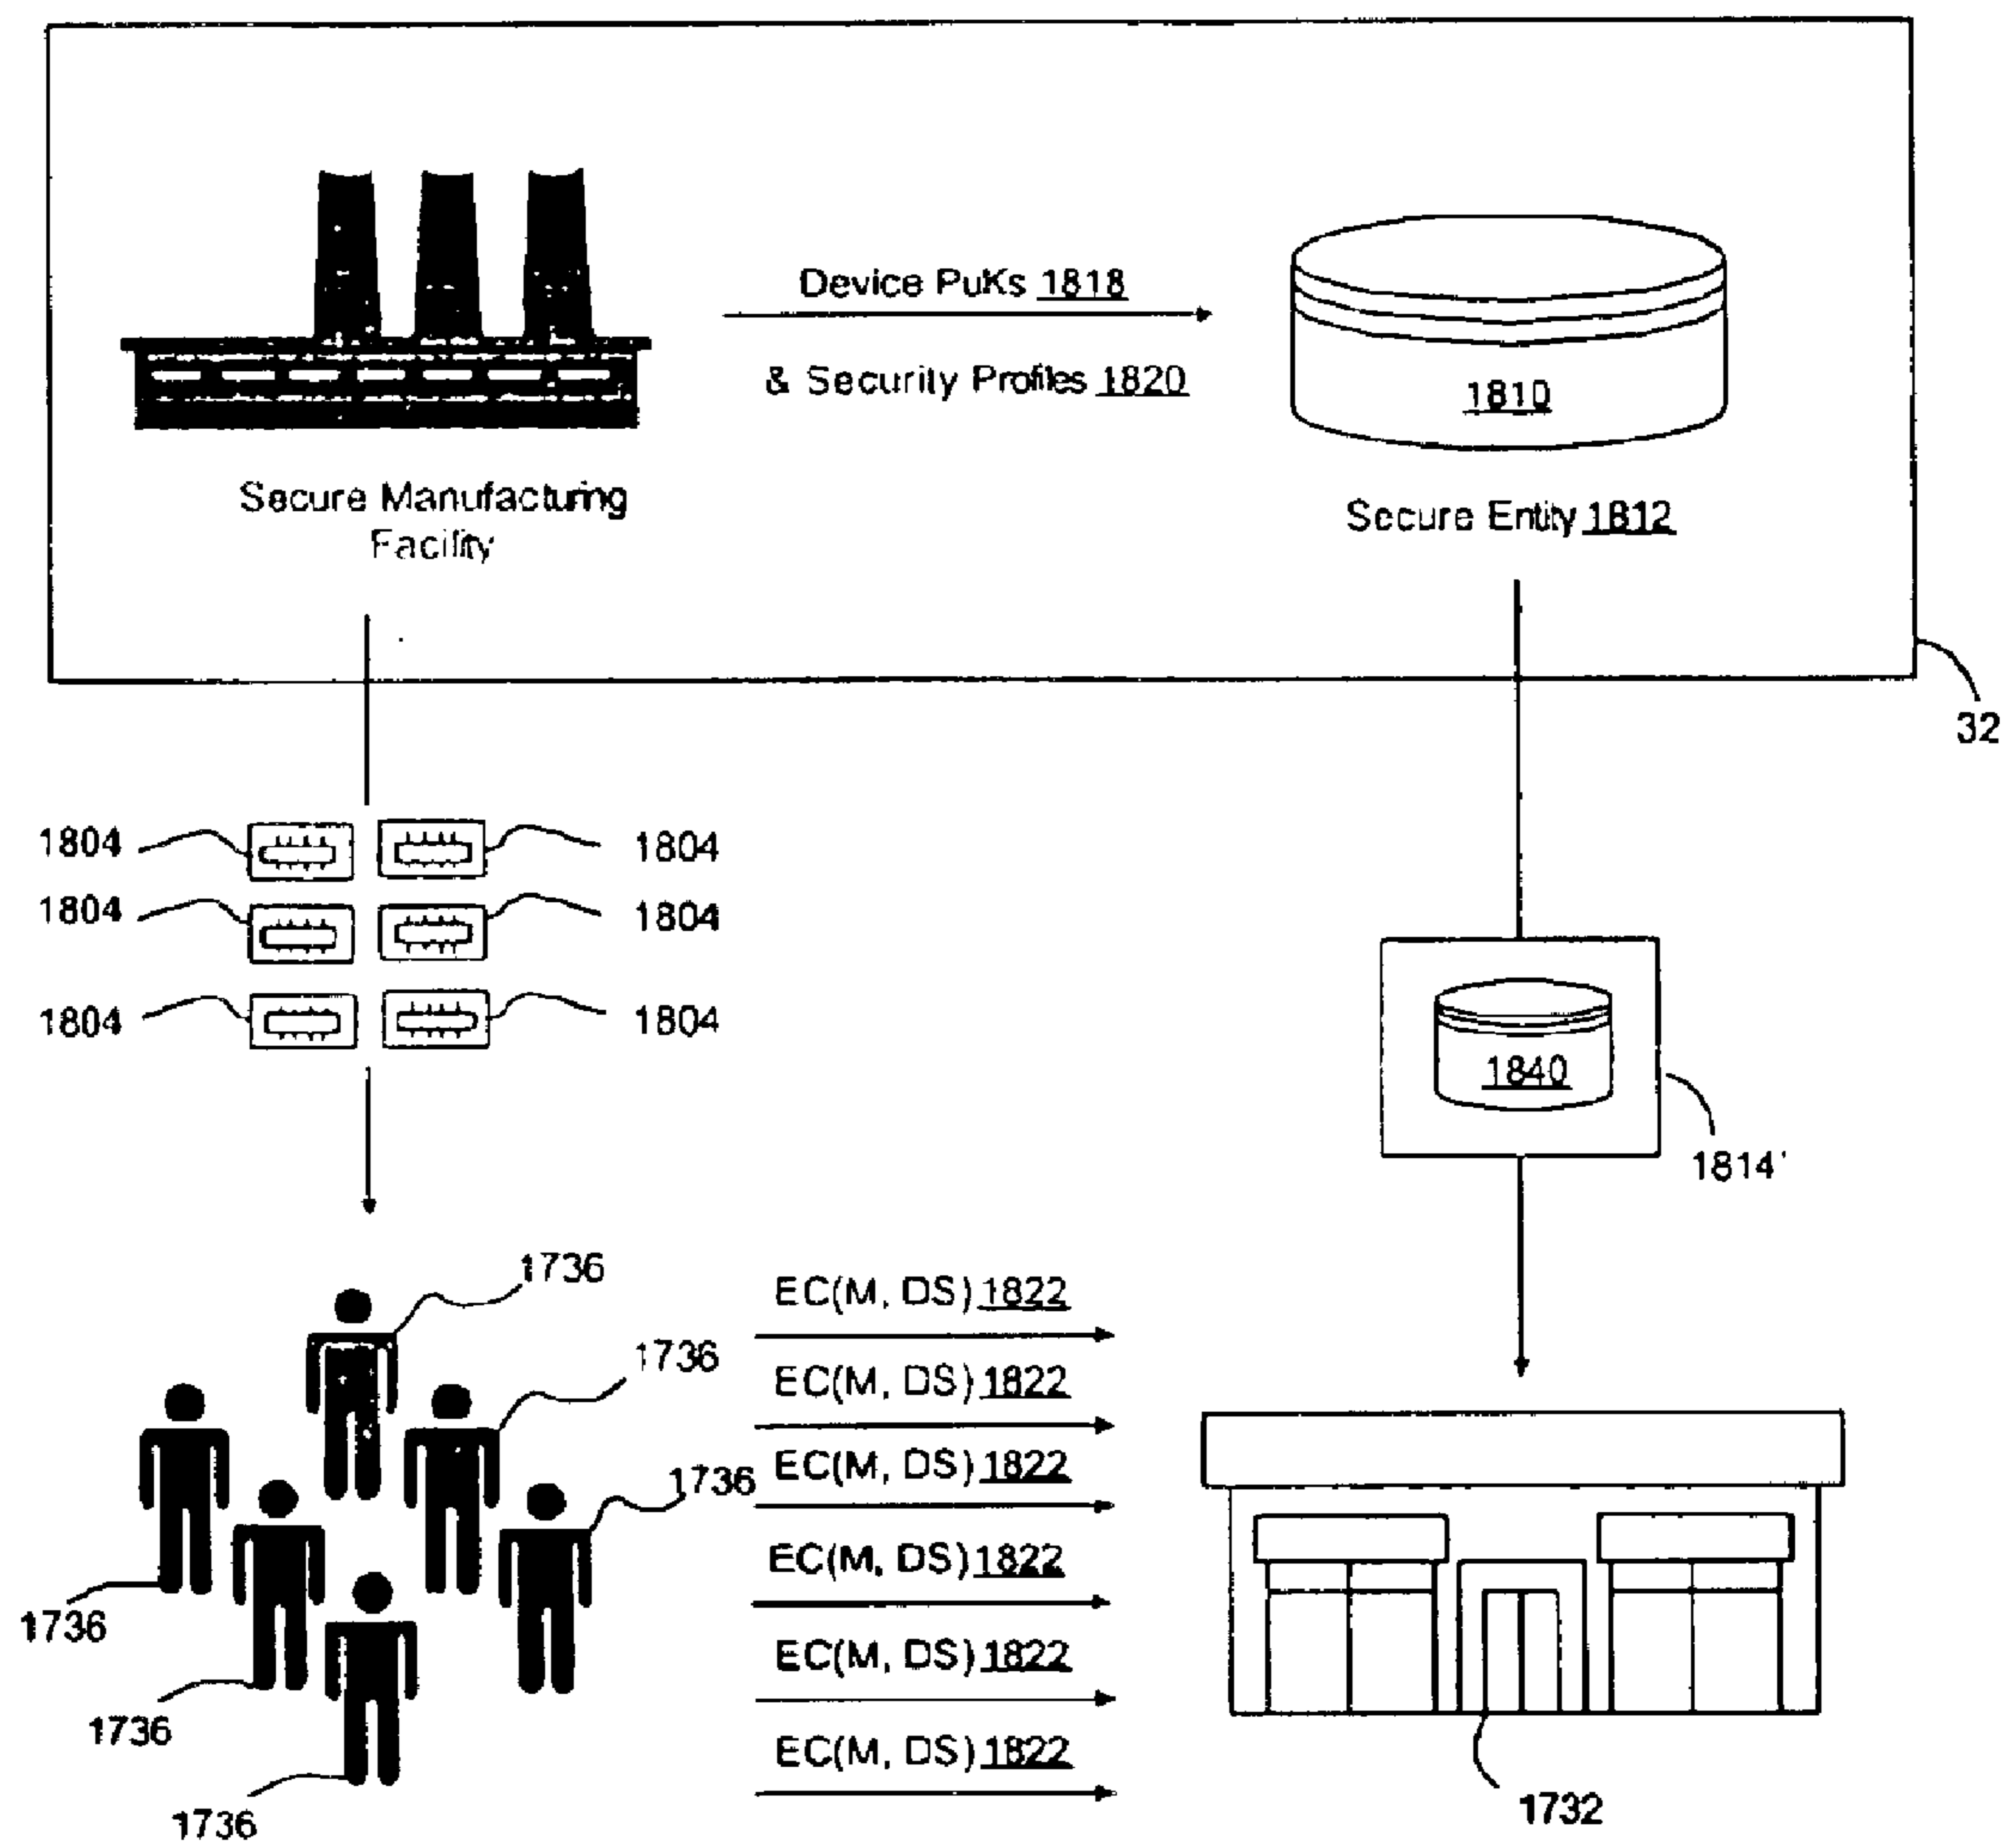 Device PuKs 1818
& Security Profiles 1820
1810
Secure Manufacturing
Facility
Secure Entity 1812
32
1804
1804
1804
1804
1804
1804
1840
1814'
1736
1736
1736
1736
1736
1736
EC(M, DS) 1822
EC(M, DS) 1822
EC(M, DS) 1822
EC(M, DS) 1822
EC(M, DS) 1822
EC(M, DS) 1822
1732